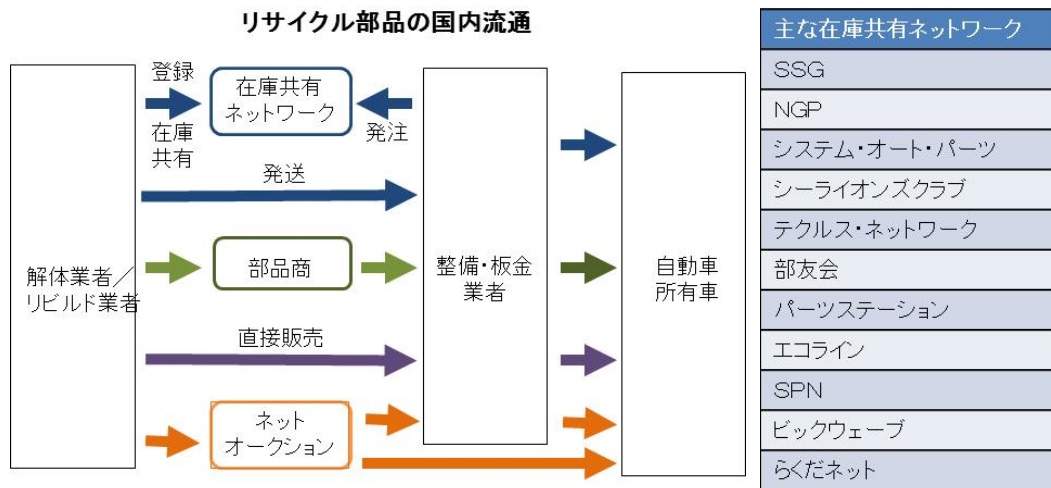 リサイクル部品の国内流通
登録
在庫共有
ネットワーク
在庫
共有
発注
発送
解体業者／
リビルド業者
部品商
整備・板金
業者
自動車
所有車
直接販売
ネット
オークション
主な在庫共有ネットワーク
SSG
NGP
システム・オート・パーツ
シーライオンズクラブ
テクルス・ネットワーク
部友会
パーツステーション
エコライン
SPN
ビックウェーブ
らくだネット